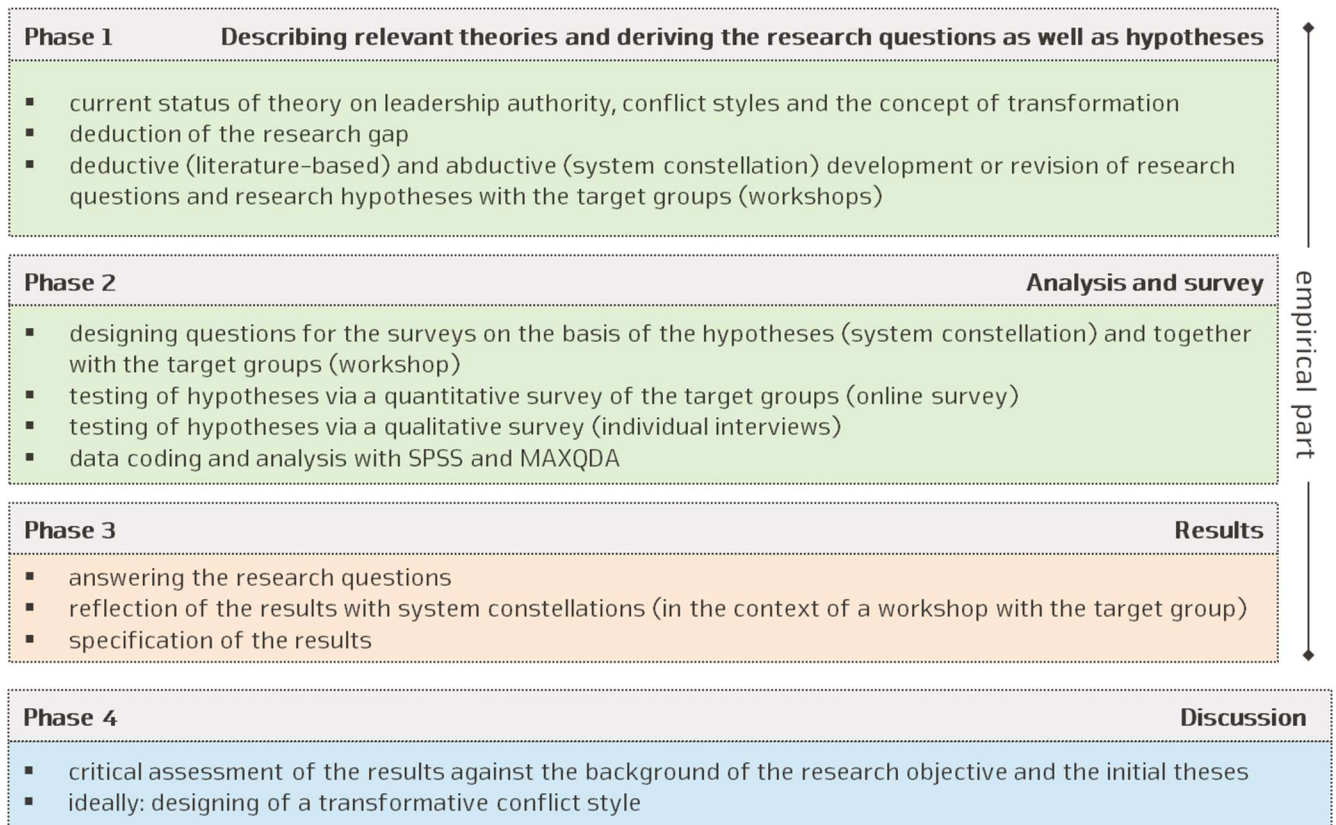 Phase 1 Describing relevant theories and deriving the research questions as well as hypotheses
▪ current status of theory on leadership authority, conflict styles and the concept of transformation
▪ deduction of the research gap
▪ deductive (literature-based) and abductive (system constellation) development or revision of research
questions and research hypotheses with the target groups (workshops)
Phase 2 Analysis and survey
▪ designing questions for the surveys on the basis of the hypotheses (system constellation) and together
with the target groups (workshop)
▪ testing of hypotheses via a quantitative survey of the target groups (online survey)
▪ testing of hypotheses via a qualitative survey (individual interviews)
▪ data coding and analysis with SPSS and MAXQDA
Phase 3 Results
▪ answering the research questions
▪ reflection of the results with system constellations (in the context of a workshop with the target group)
▪ specification of the results
empirical part
Phase 4 Discussion
▪ critical assessment of the results against the background of the research objective and the initial theses
▪ ideally: designing of a transformative conflict style